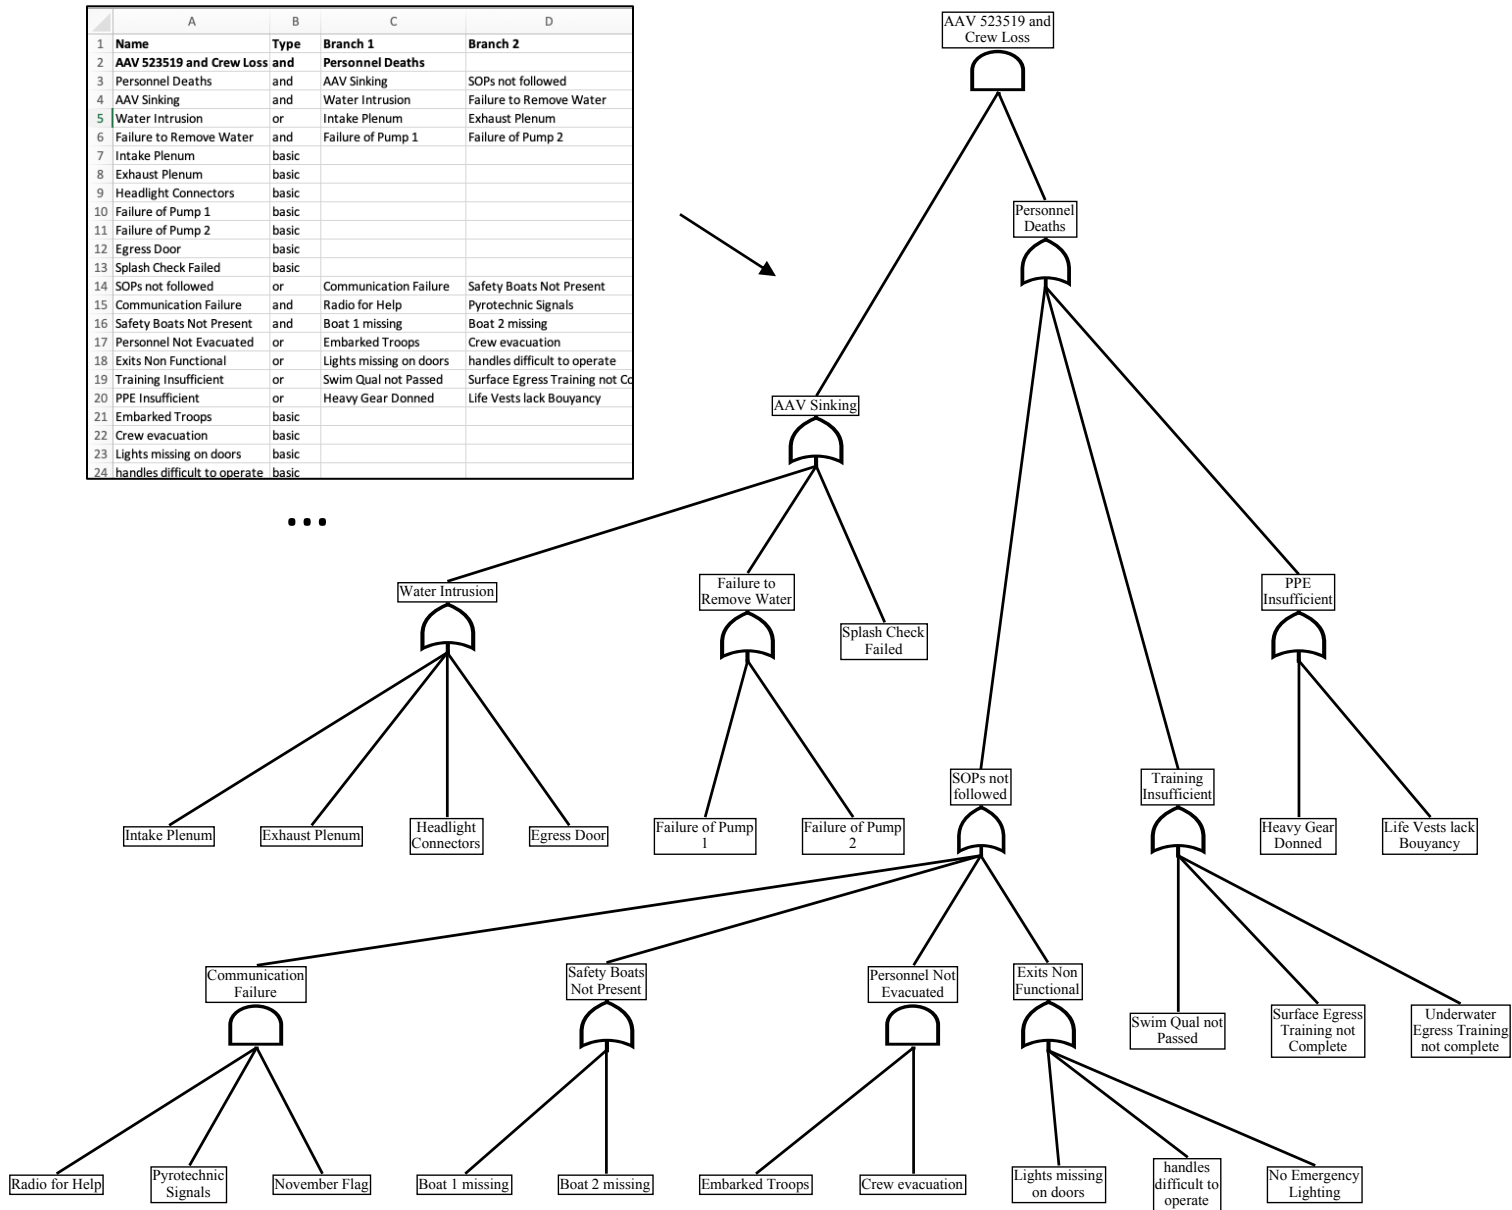 A B C D
1 Name Type Branch 1 Branch 2
2 AAV 523519 and Crew Loss and Personnel Deaths
3 Personnel Deaths and AAV Sinking SOPs not followed
4 AAV Sinking and Water Intrusion Failure to Remove Water
5 Water Intrusion or Intake Plenum Exhaust Plenum
6 Failure to Remove Water and Failure of Pump 1 Failure of Pump 2
7 Intake Plenum basic
8 Exhaust Plenum basic
9 Headlight Connectors basic
10 Failure of Pump 1 basic
11 Failure of Pump 2 basic
12 Egress Door basic
13 Splash Check Failed basic
14 SOPs not followed or Communication Failure Safety Boats Not Present
15 Communication Failure and Radio for Help Pyrotechnic Signals
16 Safety Boats Not Present and Boat 1 missing Boat 2 missing
17 Personnel Not Evacuated or Embarked Troops Crew evacuation
18 Exits Non Functional or Lights missing on doors handles difficult to operate
19 Training Insufficient or Swim Qual not Passed Surface Egress Training not Co
20 PPE Insufficient or Heavy Gear Donned Life Vests lack Bouyancy
21 Embarked Troops basic
22 Crew evacuation basic
23 Lights missing on doors basic
24 handles difficult to operate basic
...
AAV 523519 and
Crew Loss
Personnel
Deaths
AAV Sinking
Water Intrusion
Failure to
Remove Water
Splash Check
Failed
PPE
Insufficient
Intake Plenum
Exhaust Plenum
Headlight
Connectors
Egress Door
Failure of Pump
1
Failure of Pump
2
SOPs not
followed
Training
Insufficient
Heavy Gear
Donned
Life Vests lack
Bouyancy
Communication
Failure
Safety Boats
Not Present
Personnel Not
Evacuated
Exits Non
Functional
Swim Qual not
Passed
Surface Egress
Training not
Complete
Underwater
Egress Training
not complete
Radio for Help
Pyrotechnic
Signals
November Flag
Boat 1 missing
Boat 2 missing
Embarked Troops
Crew evacuation
Lights missing
on doors
handles
difficult to
operate
No Emergency
Lighting